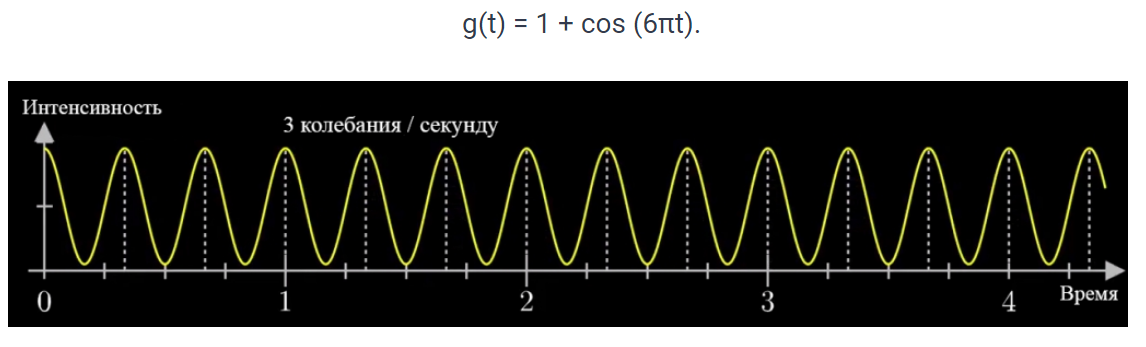 g(t) = 1 + cos (6πt).
Интенсивность
3 колебания / секунду
0 1 2 3 4 Время